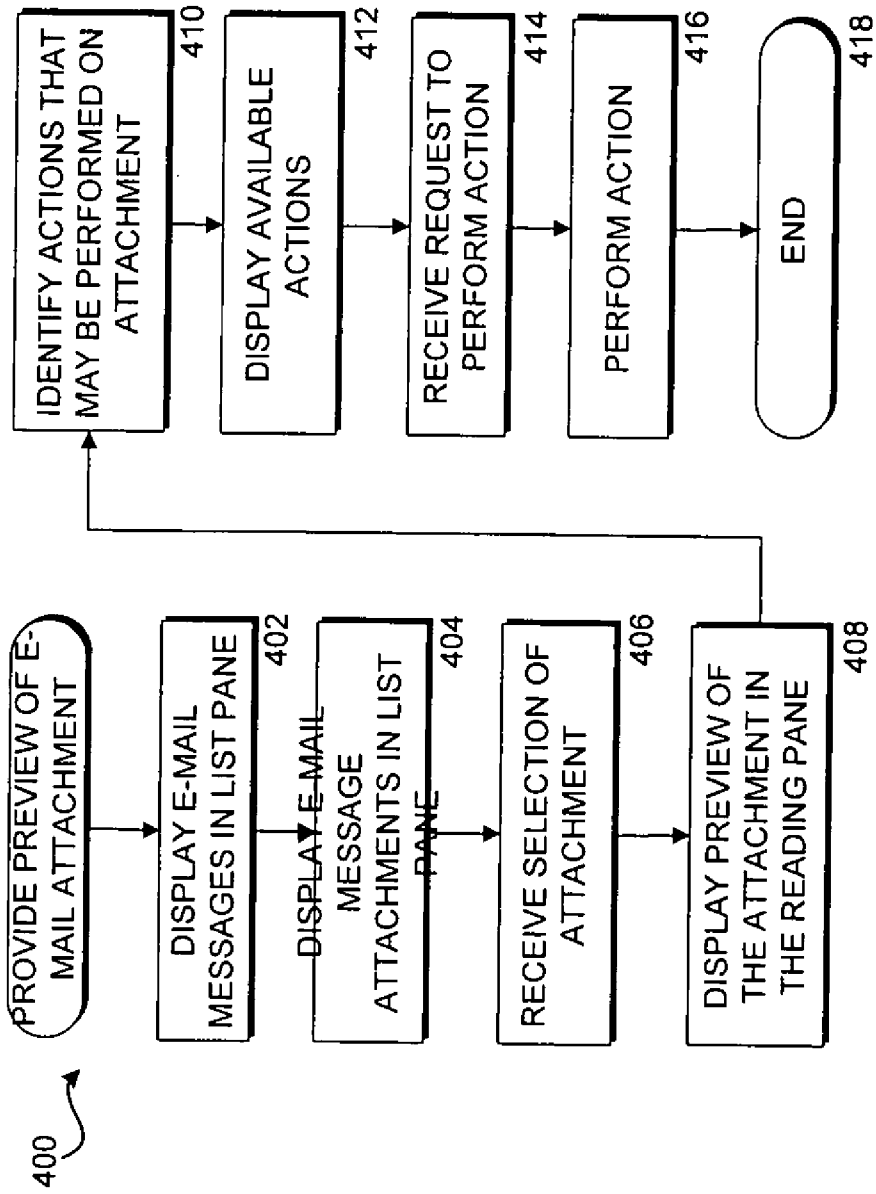 400
PROVIDE PREVIEW OF E-
MAIL ATTACHMENT
DISPLAY E-MAIL
MESSAGES IN LIST PANE
402
DISPLAY E-MAIL
MESSAGE
ATTACHMENTS IN LIST
PANE
404
RECEIVE SELECTION OF
ATTACHMENT
406
DISPLAY PREVIEW OF
THE ATTACHMENT IN
THE READING PANE
408
IDENTIFY ACTIONS THAT
MAY BE PERFORMED ON
ATTACHMENT
410
DISPLAY AVAILABLE
ACTIONS
412
RECEIVE REQUEST TO
PERFORM ACTION
414
PERFORM ACTION
416
END
418